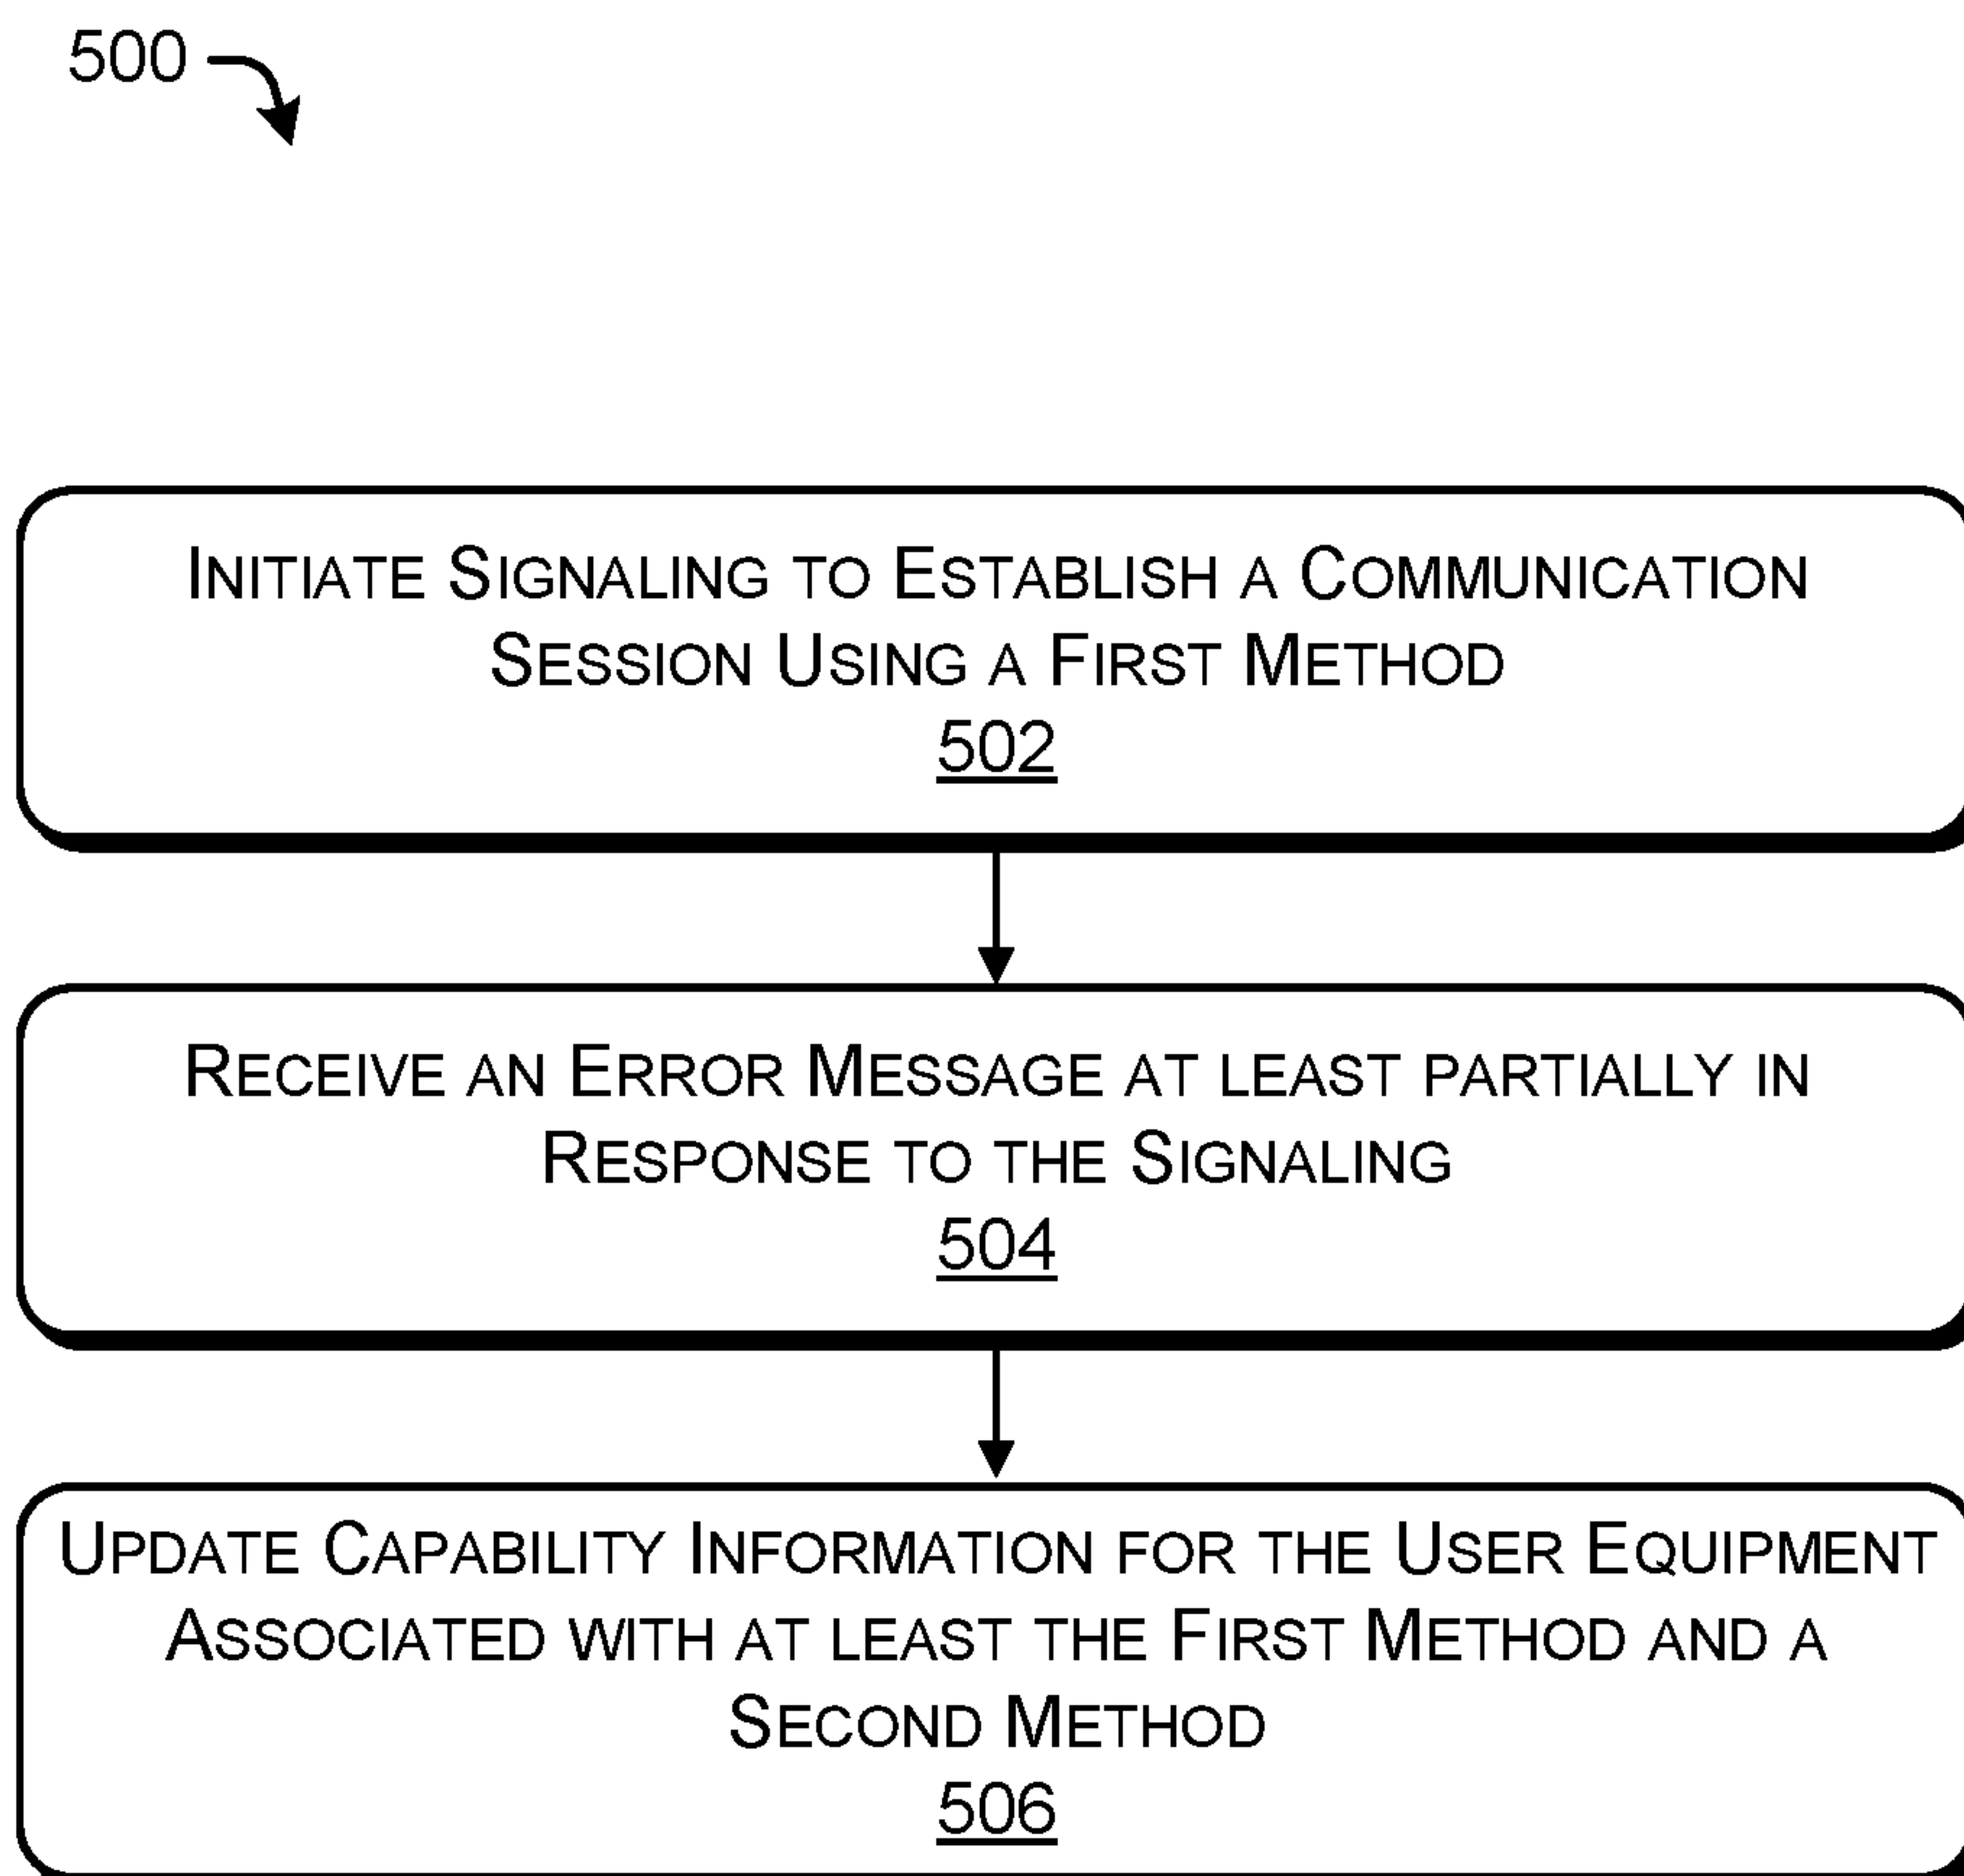 500
INITIATE SIGNALING TO ESTABLISH A COMMUNICATION
SESSION USING A FIRST METHOD
502
RECEIVE AN ERROR MESSAGE AT LEAST PARTIALLY IN
RESPONSE TO THE SIGNALING
504
UPDATE CAPABILITY INFORMATION FOR THE USER EQUIPMENT
ASSOCIATED WITH AT LEAST THE FIRST METHOD AND A
SECOND METHOD
506